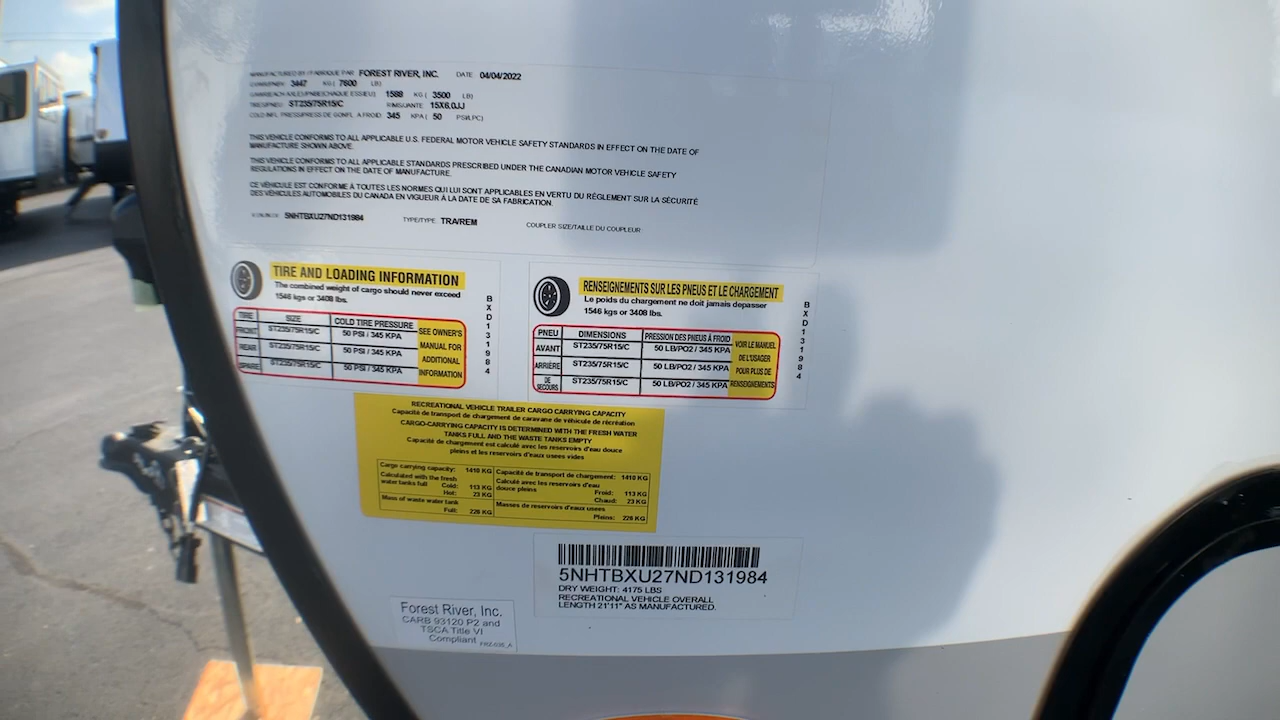 MANUFACTURED BY / FABRIQUE PAR FOREST RIVER, INC. DATE 04/04/2022
3447 KG ( 7600 LB)
1588 KG ( 3500 LB)
ST235/75R15/C RIMS/JANTE 15X6.0JJ
345 KPA ( 50 PSI/LPC)
THIS VEHICLE CONFORMS TO ALL APPLICABLE U.S. FEDERAL MOTOR VEHICLE SAFETY STANDARDS IN EFFECT ON THE DATE OF
MANUFACTURE SHOWN ABOVE.
THIS VEHICLE CONFORMS TO ALL APPLICABLE STANDARDS PRESCRIBED UNDER THE CANADIAN MOTOR VEHICLE SAFETY
REGULATIONS IN EFFECT ON THE DATE OF MANUFACTURE.
CE VÉHICULE EST CONFORME À TOUTES LES NORMES QUI LUI SONT APPLICABLES EN VERTU DU RÈGLEMENT SUR LA SÉCURITÉ
DES VÉHICULES AUTOMOBILES DU CANADA EN VIGUEUR À LA DATE DE SA FABRICATION.
5NHTBXU27ND131984 TYPE/TYPE TRA/REM COUPLER SIZE/TAILLE DU COUPLEUR
TIRE AND LOADING INFORMATION
The combined weight of cargo should never exceed
1546 kgs or 3408 lbs.
TIRE SIZE COLD TIRE PRESSURE
FRONT ST235/75R15/C 50 PSI / 345 KPA
REAR ST235/75R15/C 50 PSI / 345 KPA
SPARE ST235/75R15/C 50 PSI / 345 KPA
SEE OWNER'S
MANUAL FOR
ADDITIONAL
INFORMATION
BXD131984
RENSEIGNEMENTS SUR LES PNEUS ET LE CHARGEMENT
Le poids du chargement ne doit jamais depasser
1546 kgs or 3408 lbs.
PNEU DIMENSIONS PRESSION DES PNEUS À FROID
AVANT ST235/75R15/C 50 LB/PO2 / 345 KPA
ARRIÈRE ST235/75R15/C 50 LB/PO2 / 345 KPA
DE SECOURS ST235/75R15/C 50 LB/PO2 / 345 KPA
VOIR LE MANUEL
DE L'USAGER
POUR PLUS DE
RENSEIGNEMENTS
BXD131984
RECREATIONAL VEHICLE TRAILER CARGO CARRYING CAPACITY
Capacité de transport de chargement de caravane de véhicule de récréation
CARGO-CARRYING CAPACITY IS DETERMINED WITH THE FRESH WATER
TANKS FULL AND THE WASTE TANKS EMPTY
Capacité de chargement est calculé avec les reservoirs d'eau douce
pleins et les reservoirs d'eaux usees vides
Cargo carrying capacity: 1410 KG
Calculated with the fresh
water tanks full Cold: 113 KG
Hot: 23 KG
Mass of waste water tank
Full: 226 KG
Capacité de transport de chargement: 1410 KG
Calculé avec les reservoirs d'eau
douce pleins Froid: 113 KG
Chaud: 23 KG
Masses de reservoirs d'eaux usees
Pleins: 226 KG
5NHTBXU27ND131984
DRY WEIGHT: 4175 LBS
RECREATIONAL VEHICLE OVERALL
LENGTH 21'11" AS MANUFACTURED.
Forest River, Inc.
CARB 93120 P2 and
TSCA Title VI
Compliant